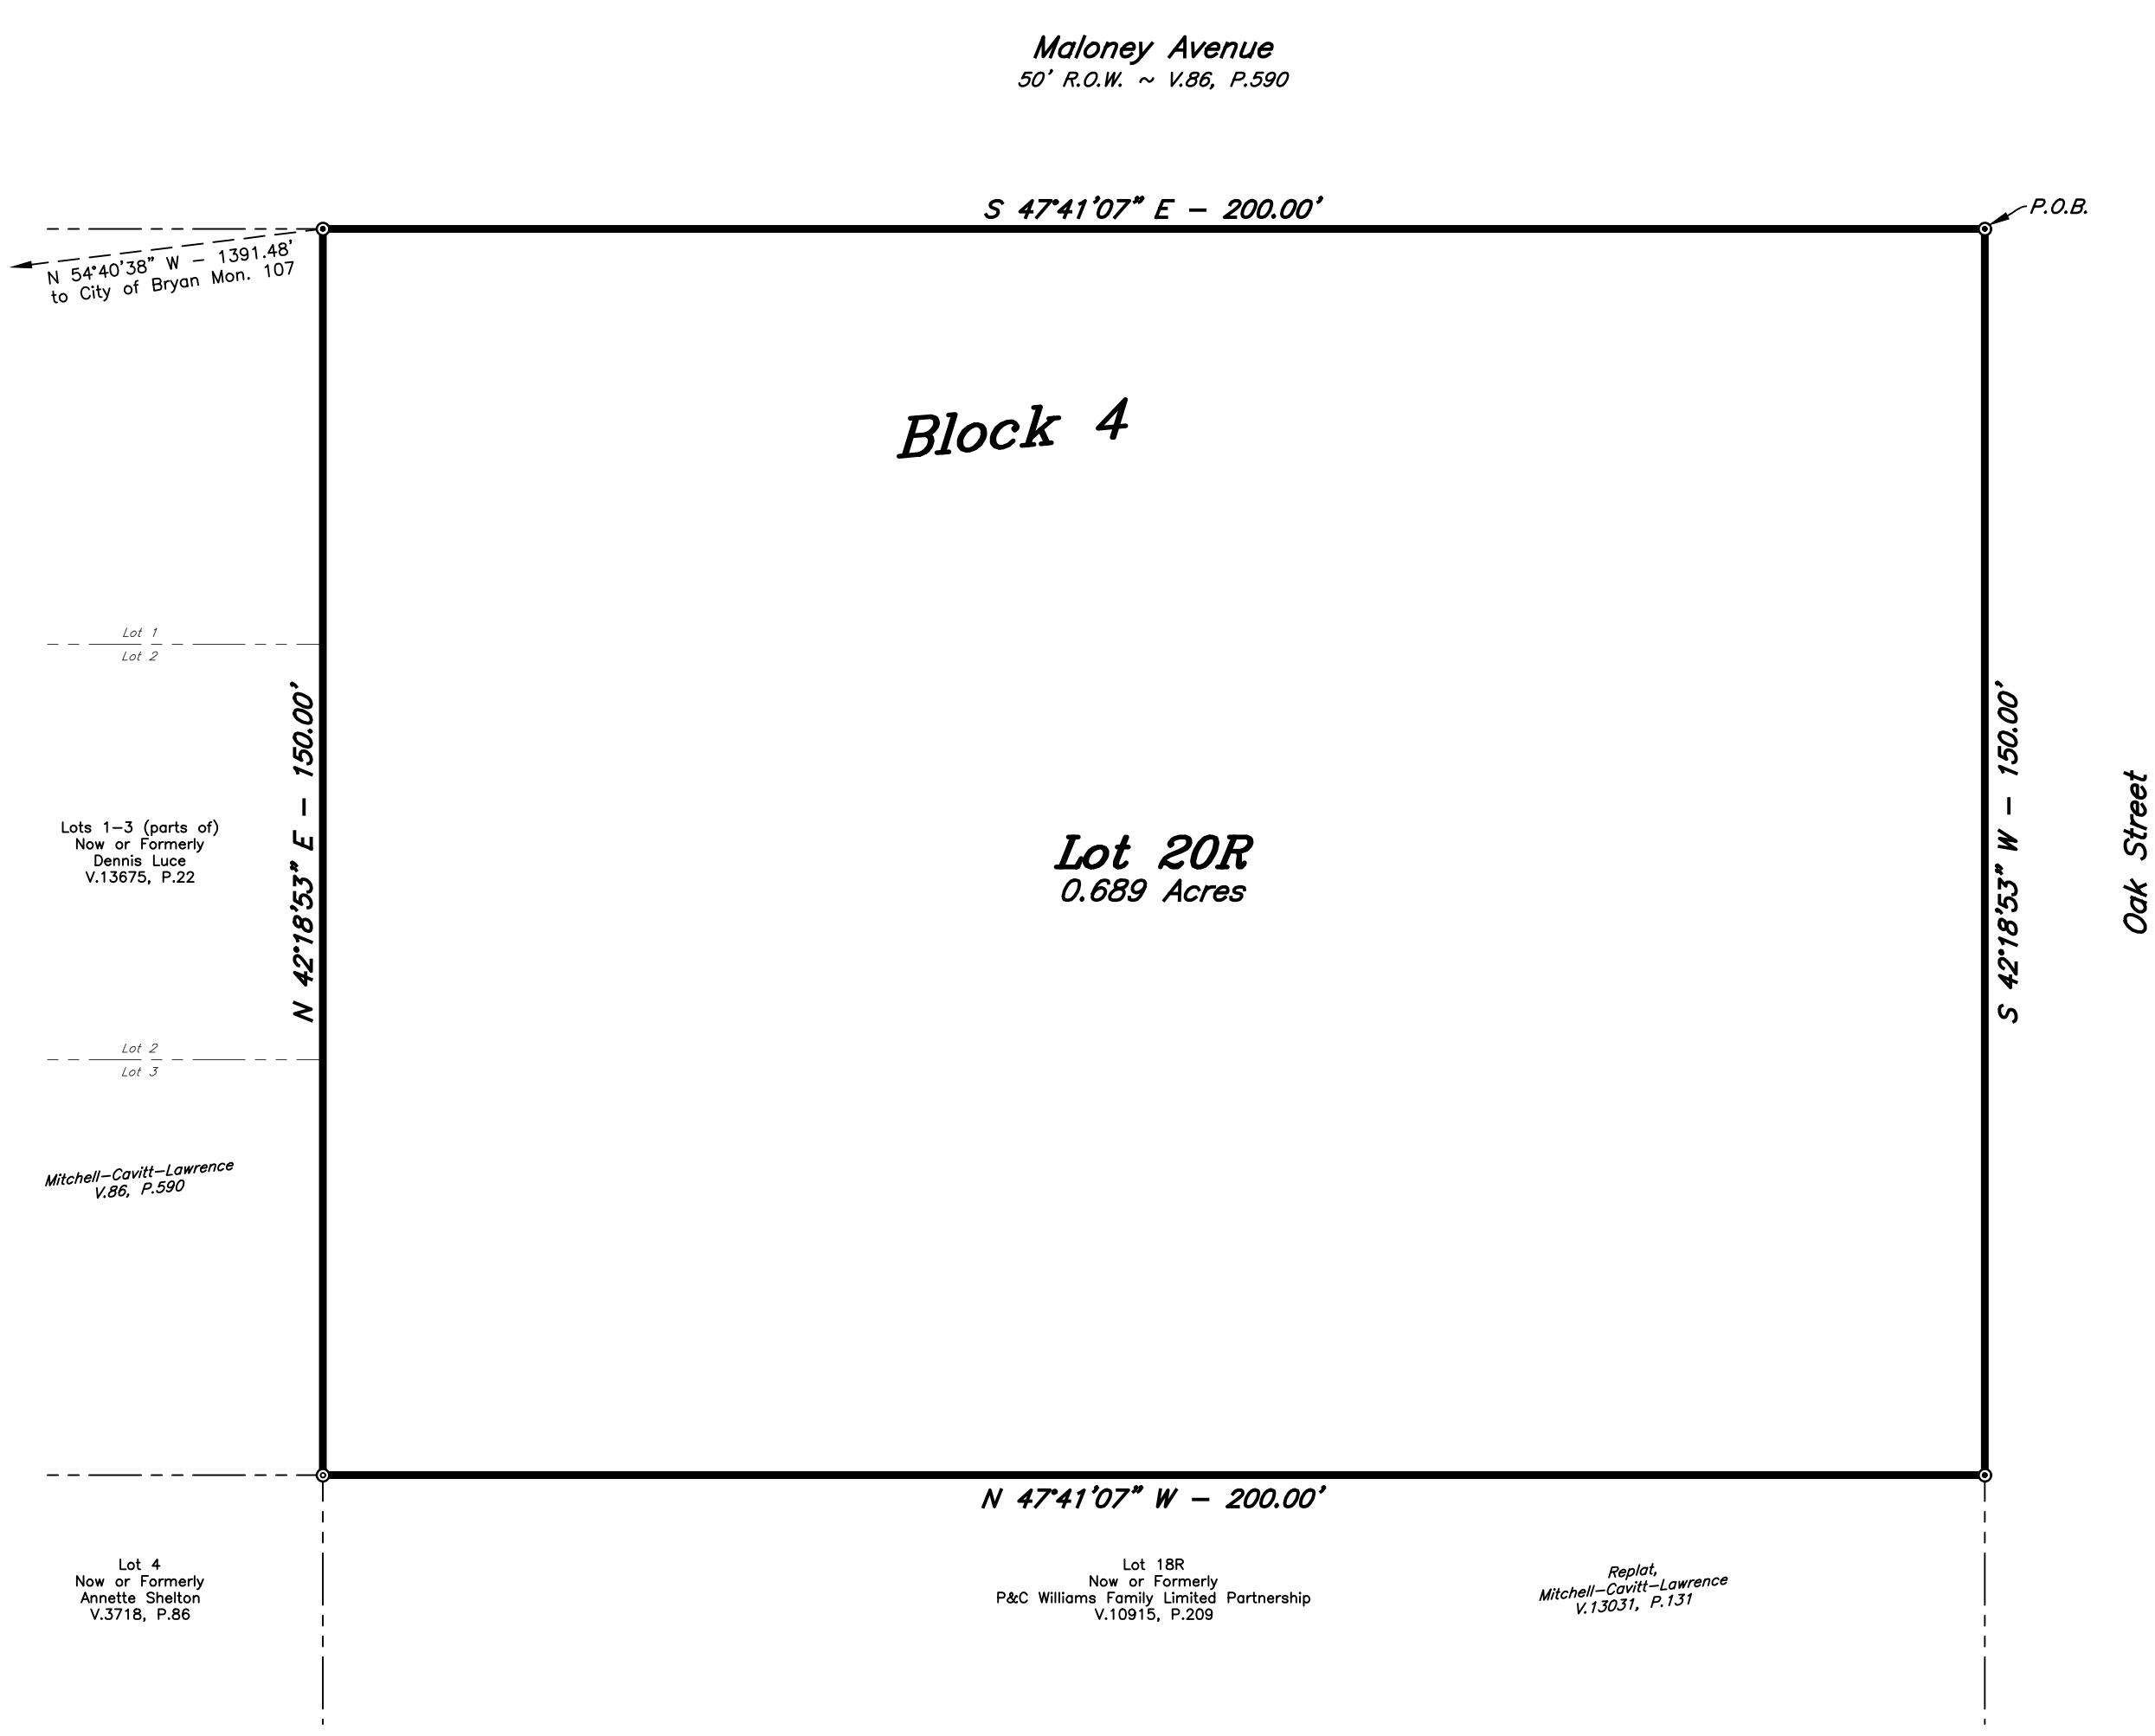 Maloney Avenue
50' R.O.W. ~ V.86, P.590
S 47°41'07" E - 200.00'
P.O.B.
N 54°40'38" W - 1391.48'
to City of Bryan Mon. 107
Block 4
Lot 1
Lot 2
N 42°18'53" E - 150.00'
S 42°18'53" W - 150.00'
Oak Street
Lots 1-3 (parts of)
Now or Formerly
Dennis Luce
V.13675, P.22
Lot 20R
0.689 Acres
Lot 2
Lot 3
Mitchell-Cavitt-Lawrence
V.86, P.590
N 47°41'07" W - 200.00'
Lot 4
Now or Formerly
Annette Shelton
V.3718, P.86
Lot 18R
Now or Formerly
P&C Williams Family Limited Partnership
V.10915, P.209
Replat,
Mitchell-Cavitt-Lawrence
V.13031, P.131